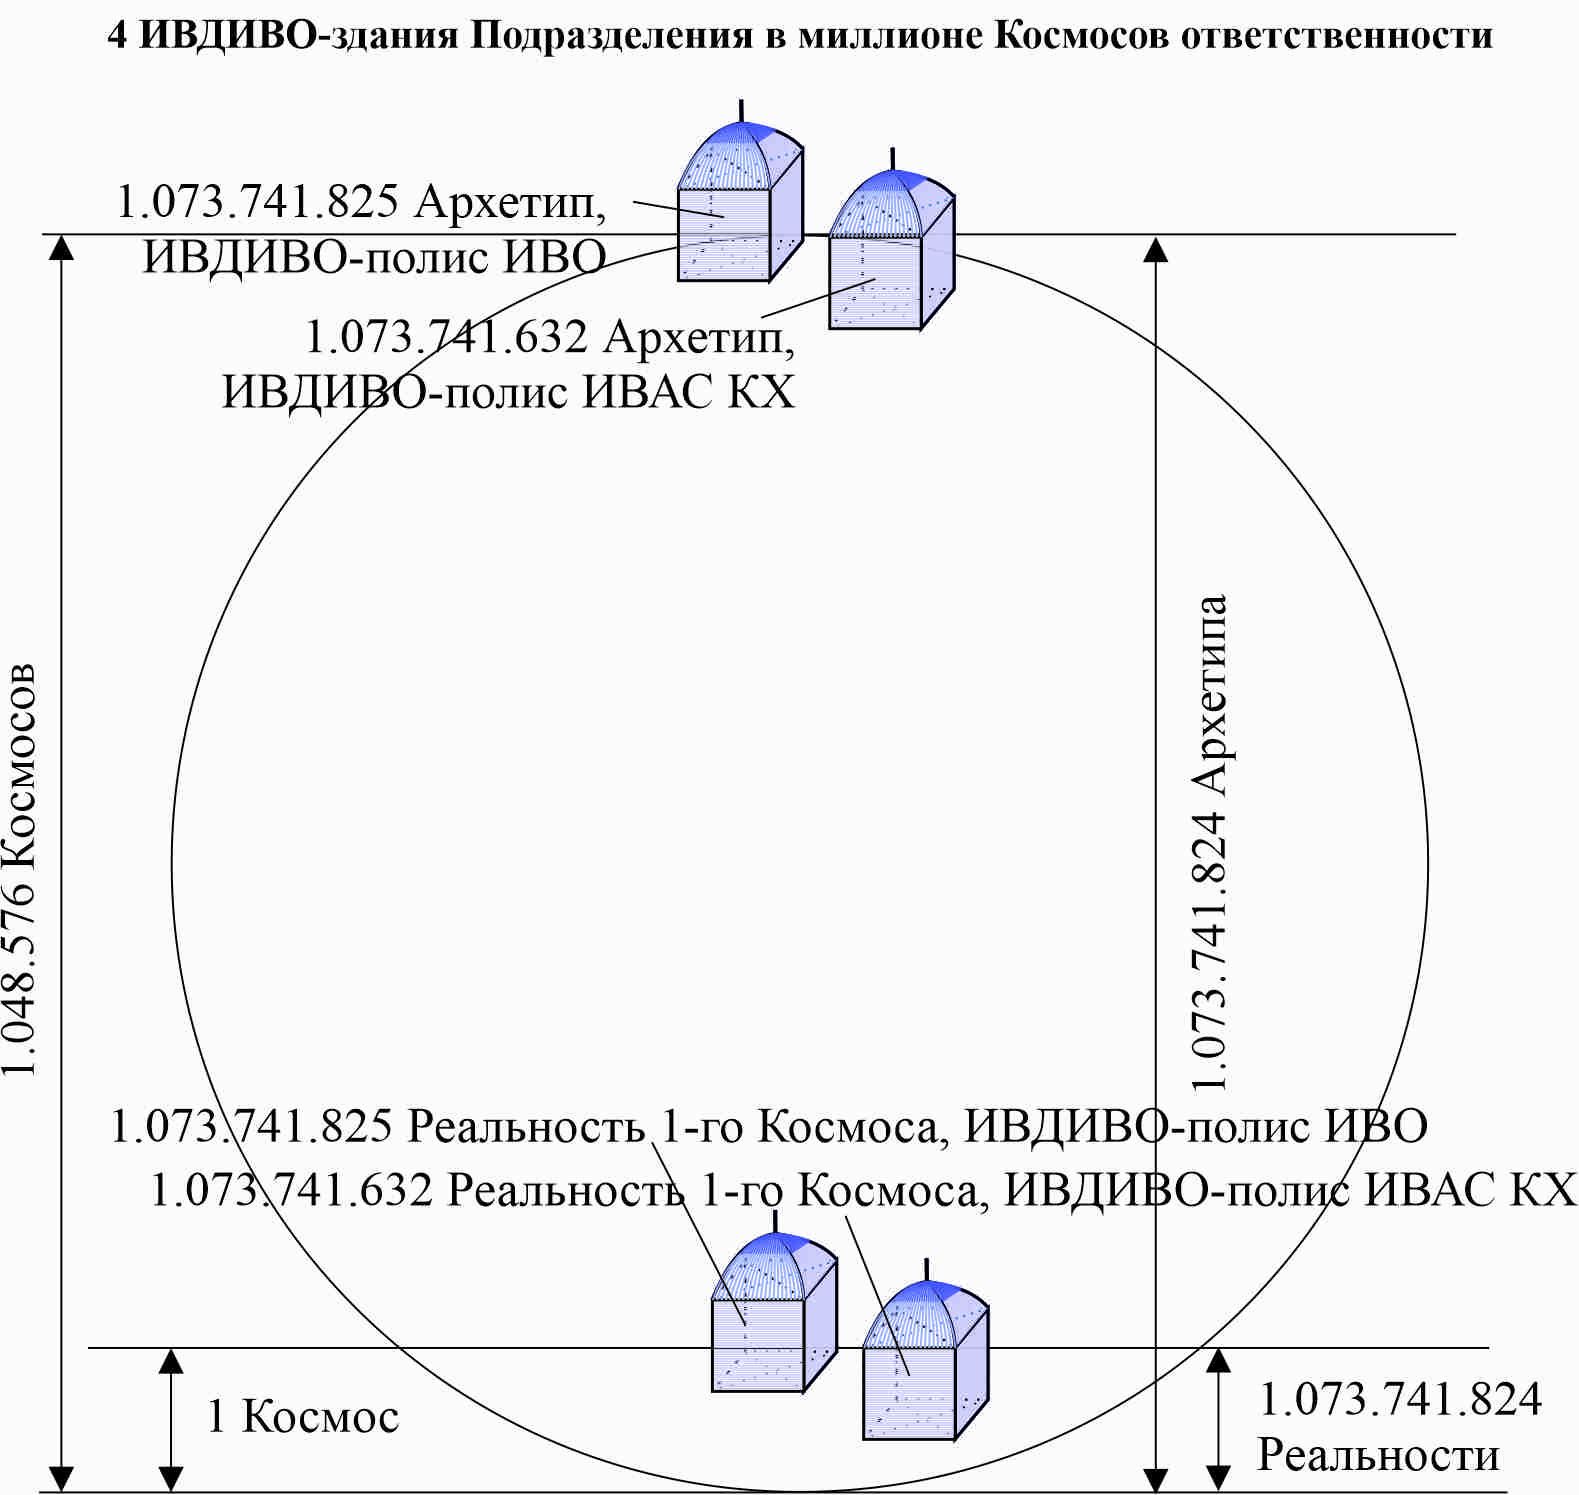 4 ИВДИВО-здания Подразделения в миллионе Космосов ответственности
1.073.741.825 Архетип,
ИВДИВО-полис ИВО
1.073.741.632 Архетип,
ИВДИВО-полис ИВАС КХ
1.048.576 Космосов
1.073.741.824 Архетипа
1.073.741.825 Реальность 1-го Космоса, ИВДИВО-полис ИВО
1.073.741.632 Реальность 1-го Космоса, ИВДИВО-полис ИВАС КХ
1 Космос
1.073.741.824
Реальности